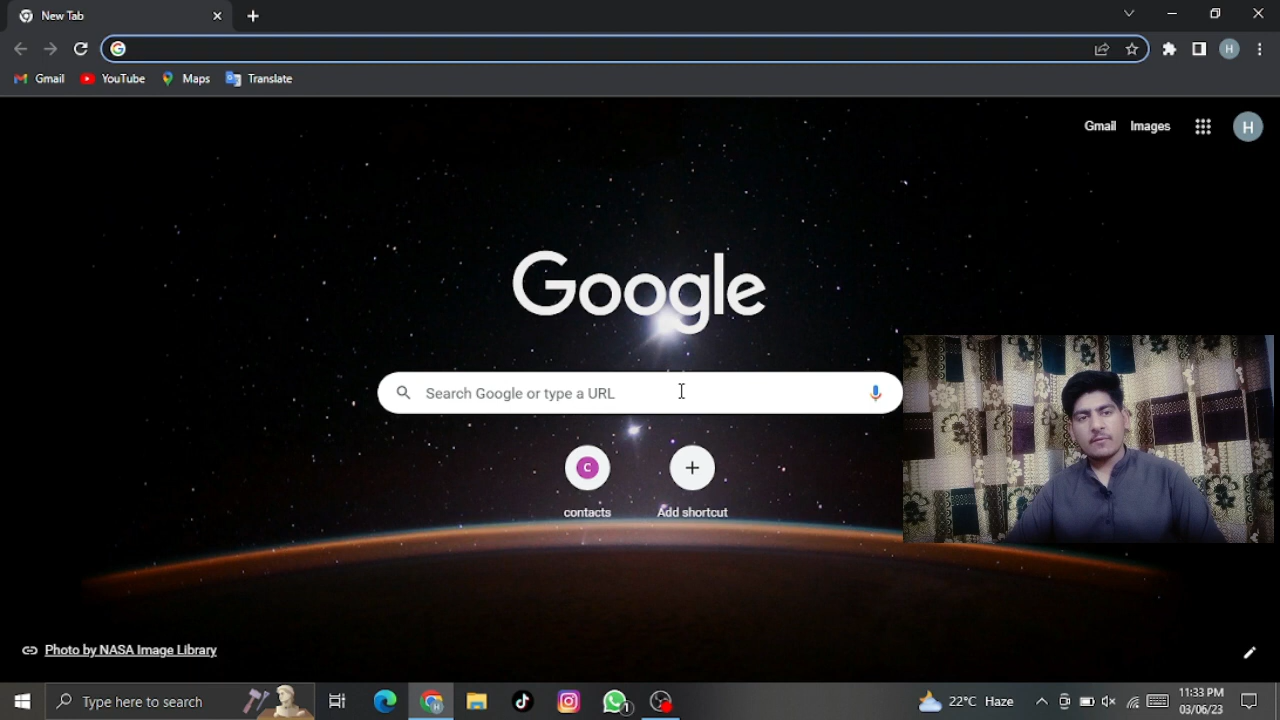 New Tab
Gmail YouTube Maps Translate
H
Gmail Images H
Google
Search Google or type a URL
C
contacts Add shortcut
Photo by NASA Image Library
Type here to search
1
22°C Haze
11:33 PM
03/06/23